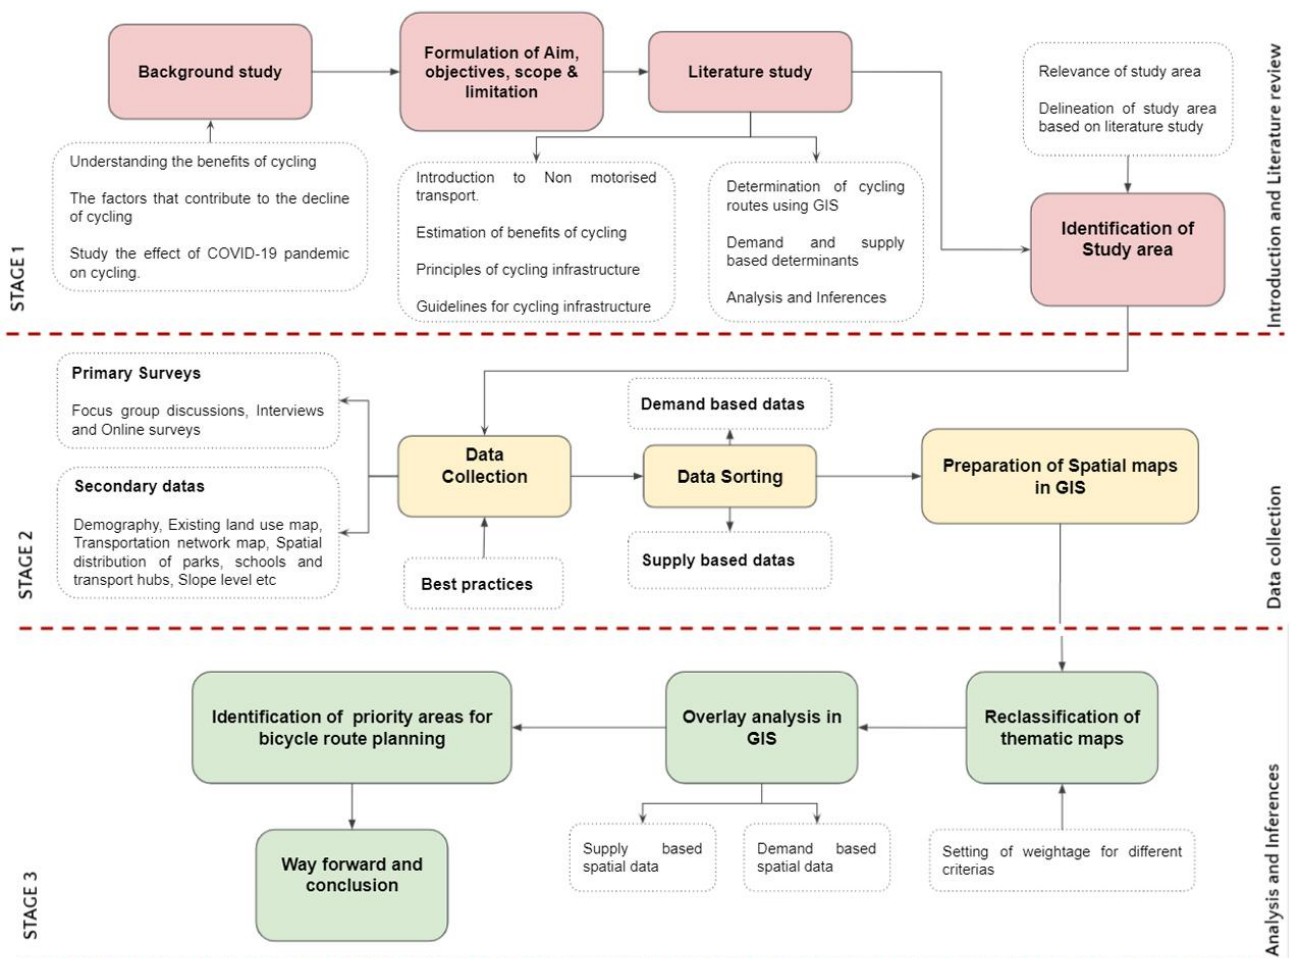 Background study
Formulation of Aim,
objectives, scope &
limitation
Literature study
Relevance of study area
Delineation of study area
based on literature study
Understanding the benefits of cycling
The factors that contribute to the decline
of cycling
Study the effect of COVID-19 pandemic
on cycling.
Introduction to Non motorised
transport.
Estimation of benefits of cycling
Principles of cycling infrastructure
Guidelines for cycling infrastructure
Determination of cycling
routes using GIS
Demand and supply
based determinants
Analysis and Inferences
Identification of
Study area
STAGE 1
Introduction and Literature review
Primary Surveys
Focus group discussions, Interviews
and Online surveys
Secondary datas
Demography, Existing land use map,
Transportation network map, Spatial
distribution of parks, schools and
transport hubs, Slope level etc
Data
Collection
Best practices
Demand based datas
Data Sorting
Supply based datas
Preparation of Spatial maps
in GIS
STAGE 2
Data collection
Identification of priority areas for
bicycle route planning
Overlay analysis in
GIS
Reclassification of
thematic maps
Way forward and
conclusion
Supply based
spatial data
Demand based
spatial data
Setting of weightage for different
criterias
STAGE 3
Analysis and Inferences